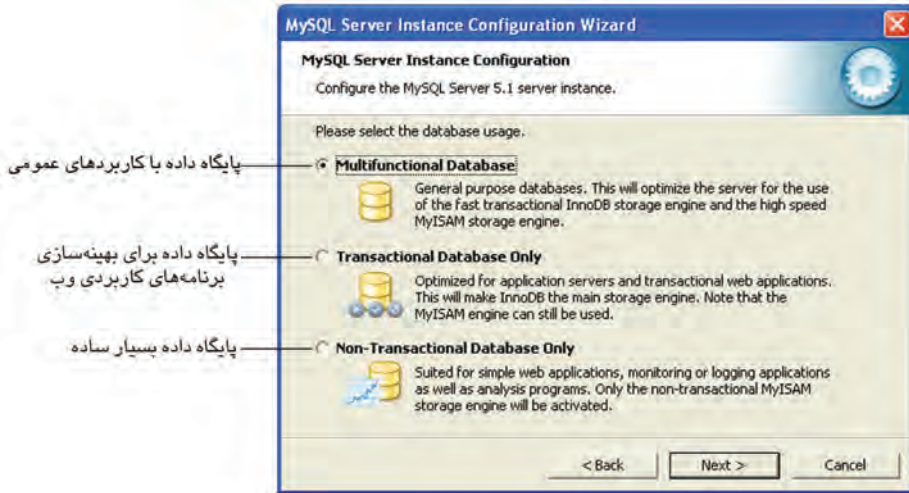 MySQL Server Instance Configuration Wizard
MySQL Server Instance Configuration
Configure the MySQL Server 5.1 server instance.
Please select the database usage.
پایگاه داده با کاربردهای عمومی
Multifunctional Database
General purpose databases. This will optimize the server for the use
of the fast transactional InnoDB storage engine and the high speed
MyISAM storage engine.
پایگاه داده برای بهینه‌سازی
برنامه‌های کاربردی وب
Transactional Database Only
Optimized for application servers and transactional web applications.
This will make InnoDB the main storage engine. Note that the
MyISAM engine can still be used.
پایگاه داده بسیار ساده
Non-Transactional Database Only
Suited for simple web applications, monitoring or logging applications
as well as analysis programs. Only the non-transactional MyISAM
storage engine will be activated.
< Back
Next >
Cancel